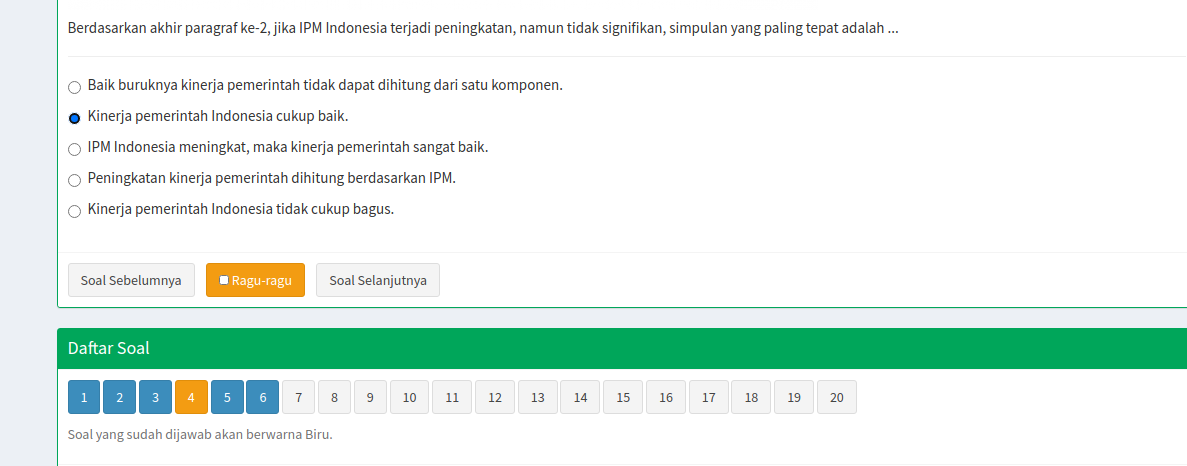 Berdasarkan akhir paragraf ke-2, jika IPM Indonesia terjadi peningkatan, namun tidak signifikan, simpulan yang paling tepat adalah ...
Baik buruknya kinerja pemerintah tidak dapat dihitung dari satu komponen.
Kinerja pemerintah Indonesia cukup baik.
IPM Indonesia meningkat, maka kinerja pemerintah sangat baik.
Peningkatan kinerja pemerintah dihitung berdasarkan IPM.
Kinerja pemerintah Indonesia tidak cukup bagus.
Soal Sebelumnya Ragu-ragu Soal Selanjutnya
Daftar Soal
1 2 3 4 5 6 7 8 9 10 11 12 13 14 15 16 17 18 19 20
Soal yang sudah dijawab akan berwarna Biru.